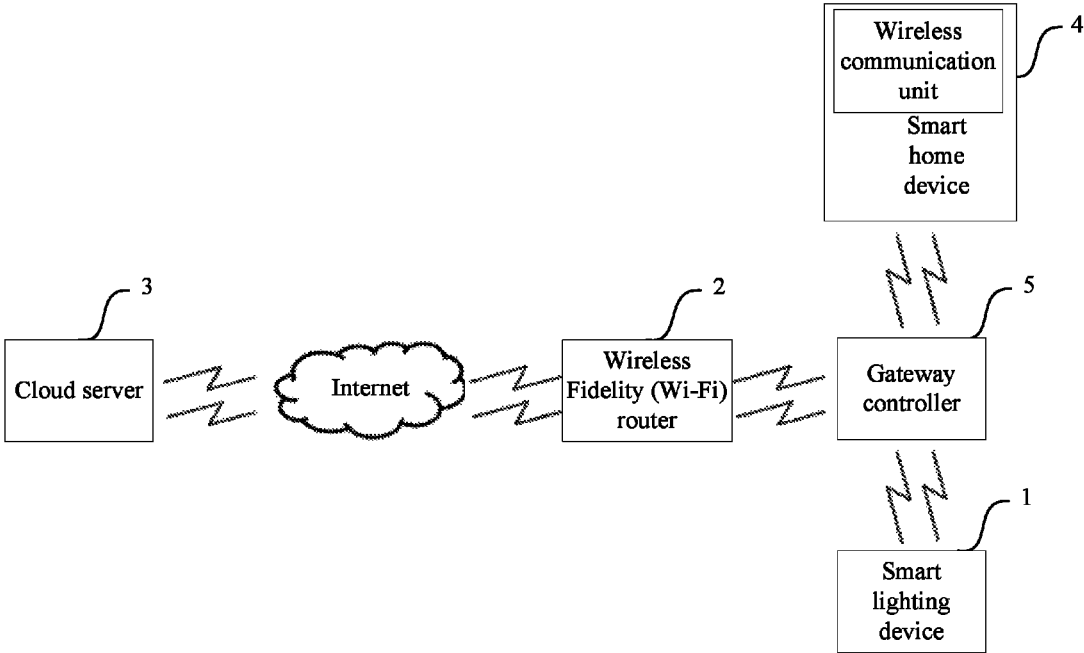 Wireless
communication
unit
4
Smart
home
device
3
2
5
Cloud server
Internet
Wireless
Fidelity (Wi-Fi)
router
Gateway
controller
1
Smart
lighting
device